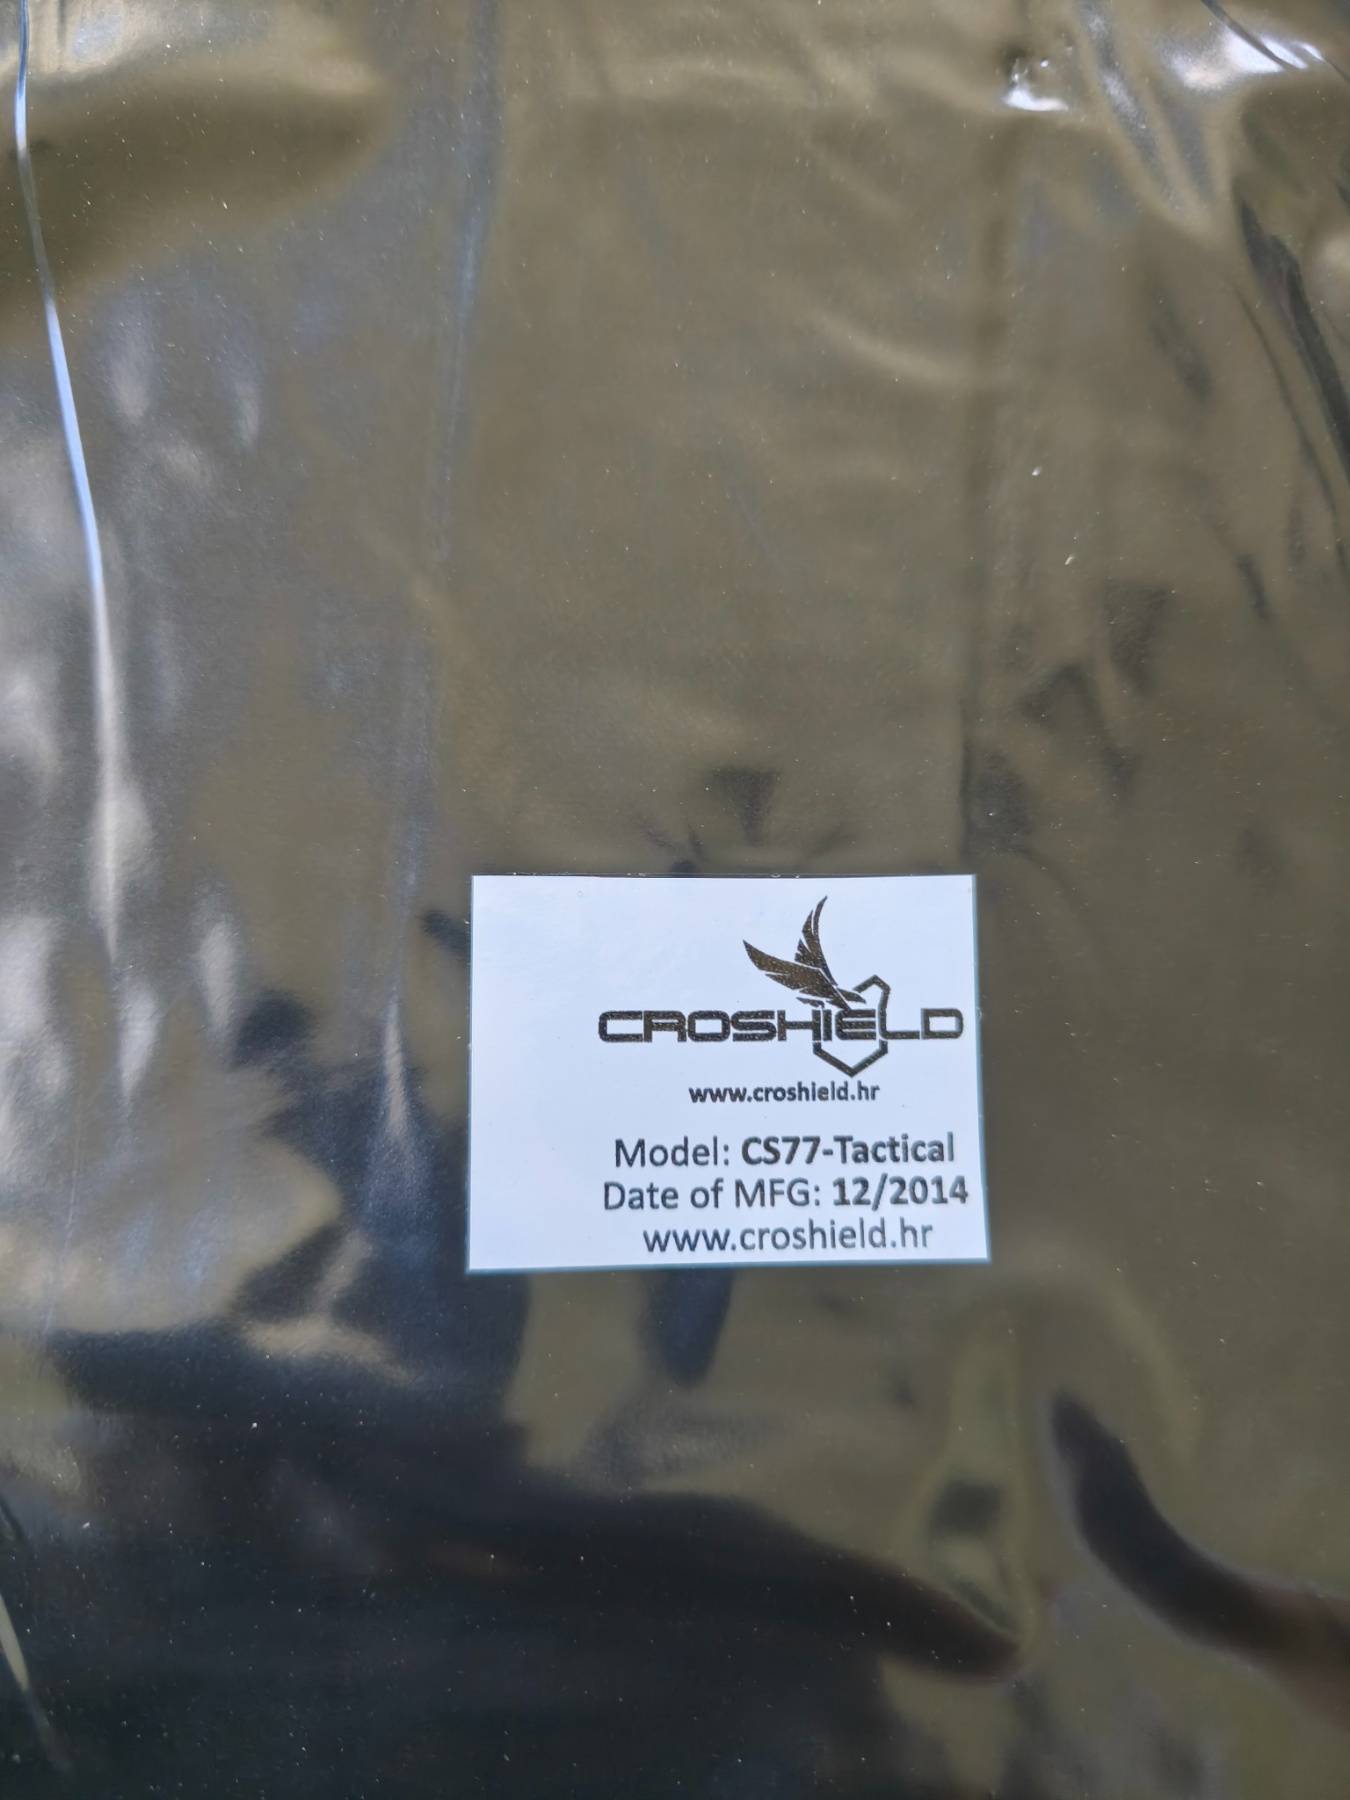 CROSHIELD
www.croshield.hr
Model: CS77-Tactical
Date of MFG: 12/2014
www.croshield.hr